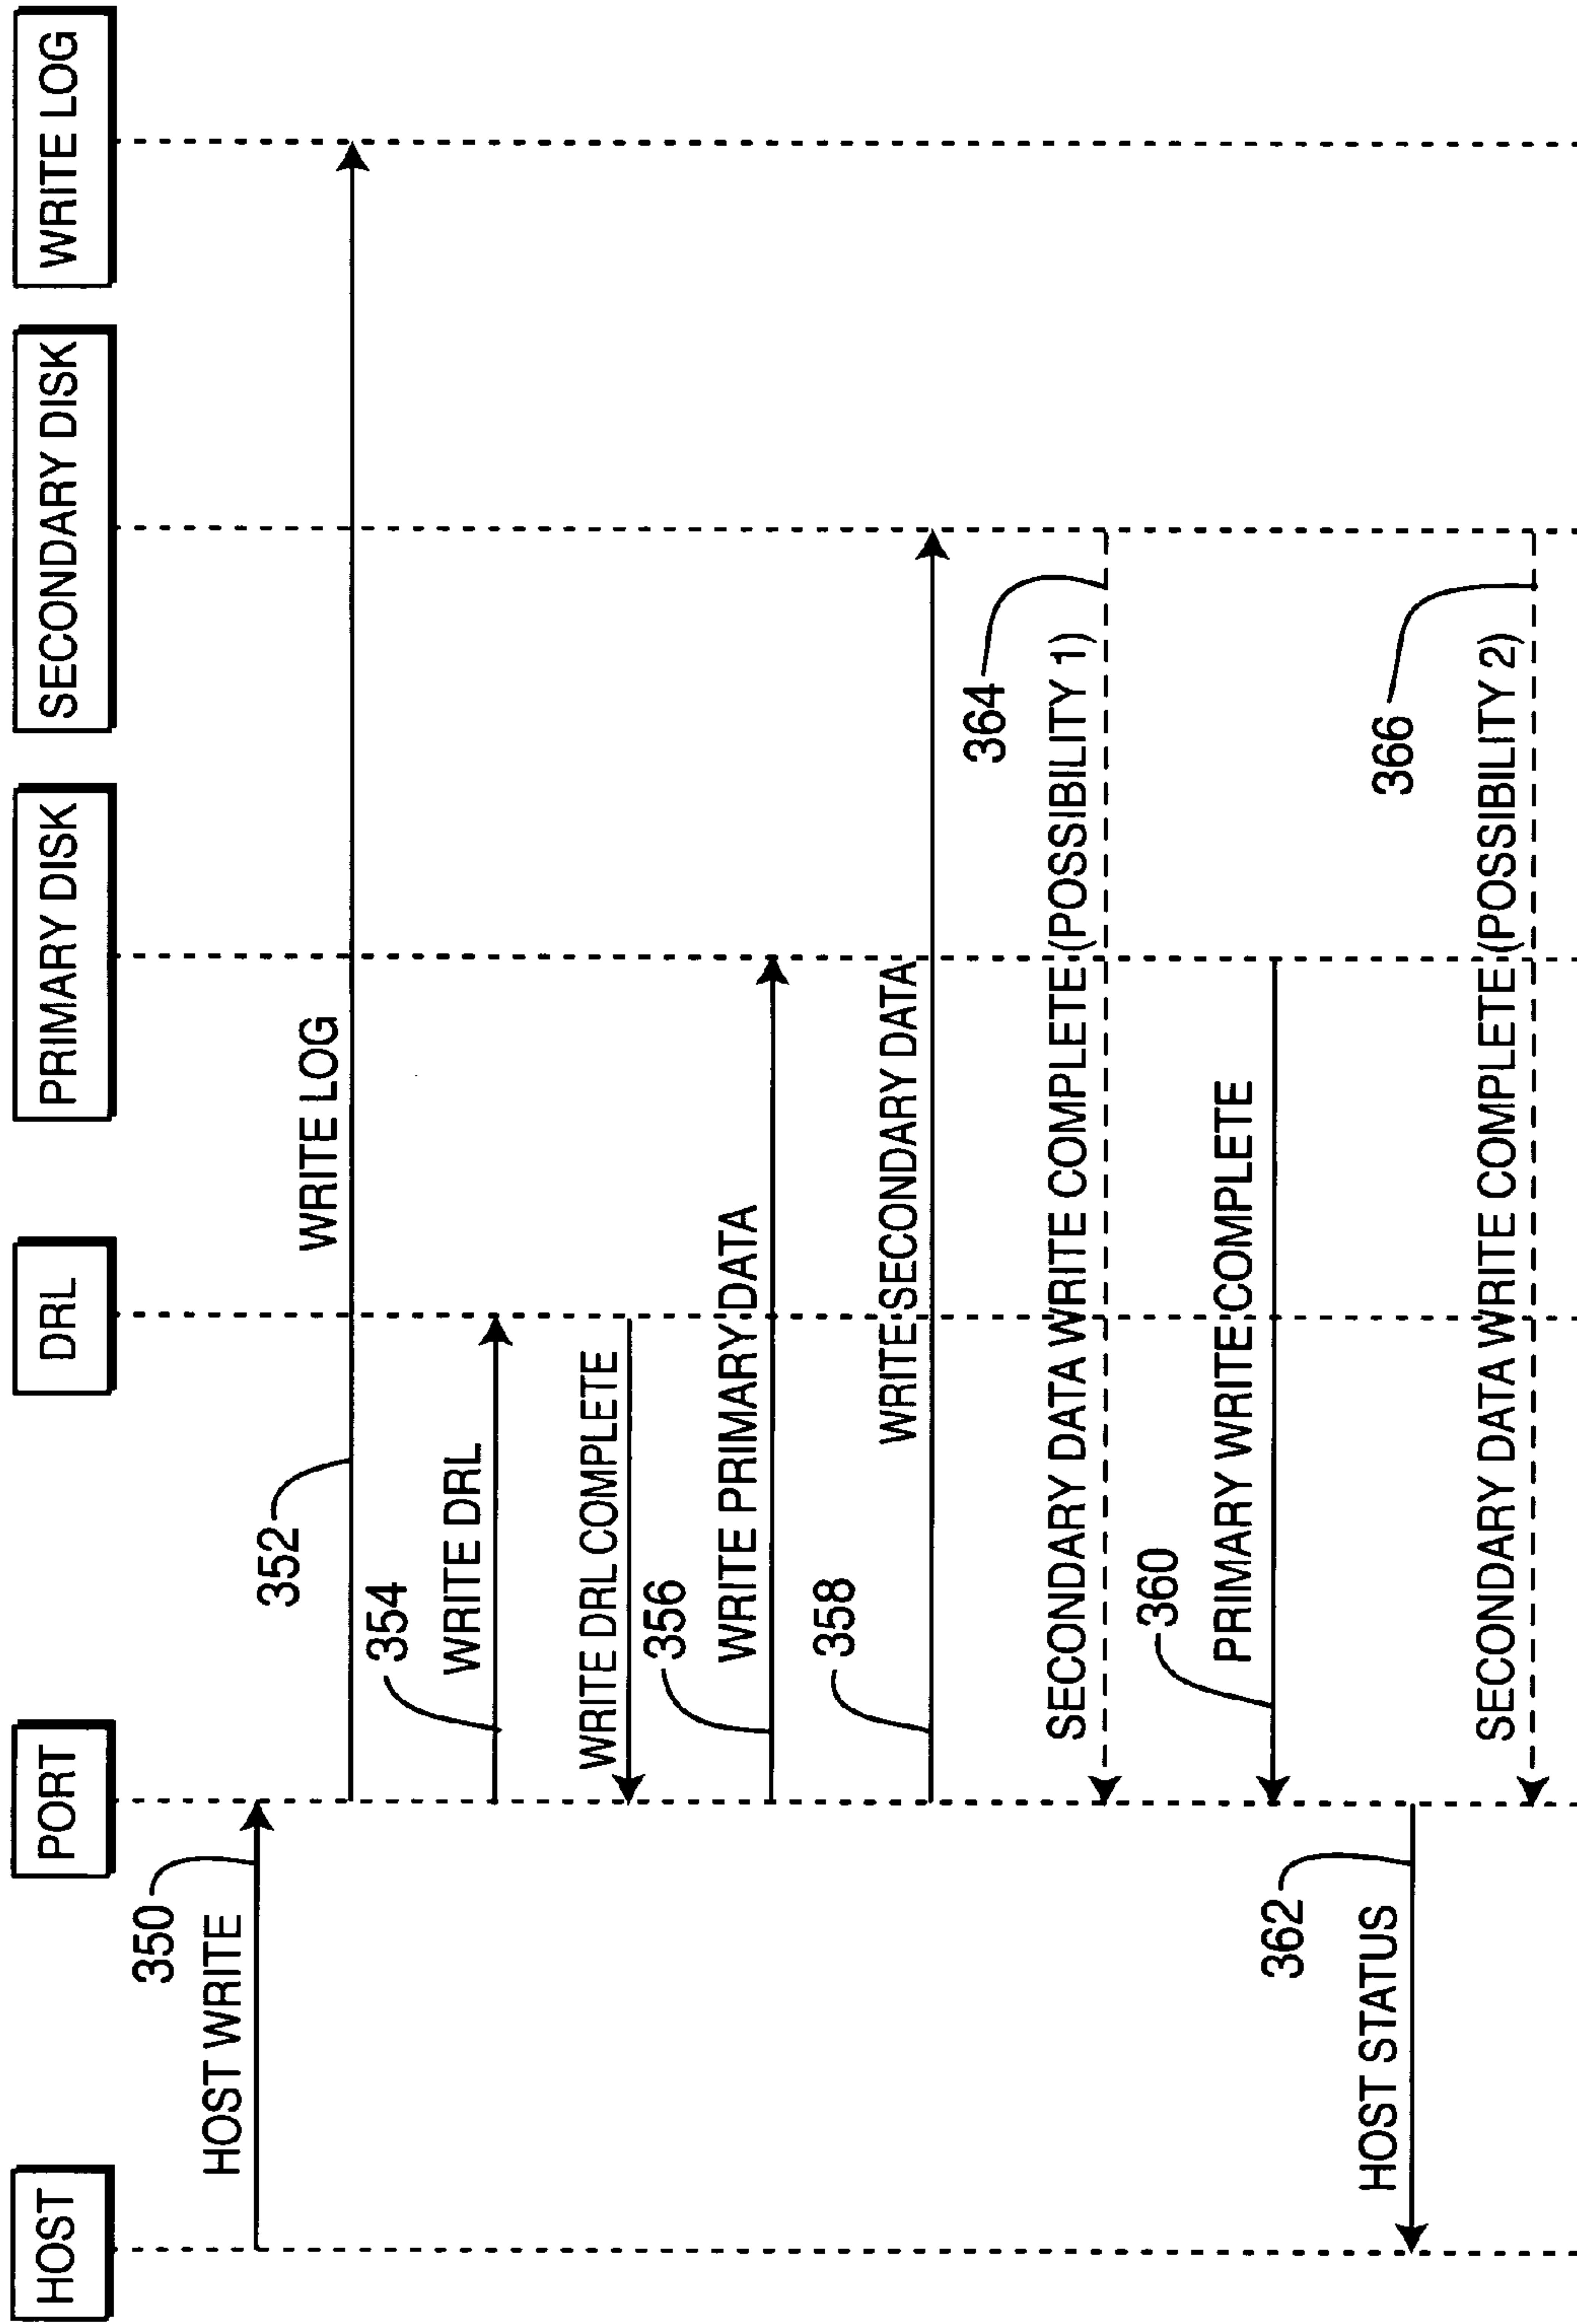 HOST
PORT
DRL
PRIMARY DISK
SECONDARY DISK
WRITE LOG
350
HOST WRITE
352
WRITE LOG
354
WRITE DRL
WRITE DRL COMPLETE
356
WRITE PRIMARY DATA
358
WRITE SECONDARY DATA
364
SECONDARY DATA WRITE COMPLETE (POSSIBILITY 1)
360
PRIMARY WRITE COMPLETE
362
HOST STATUS
366
SECONDARY DATA WRITE COMPLETE (POSSIBILITY 2)